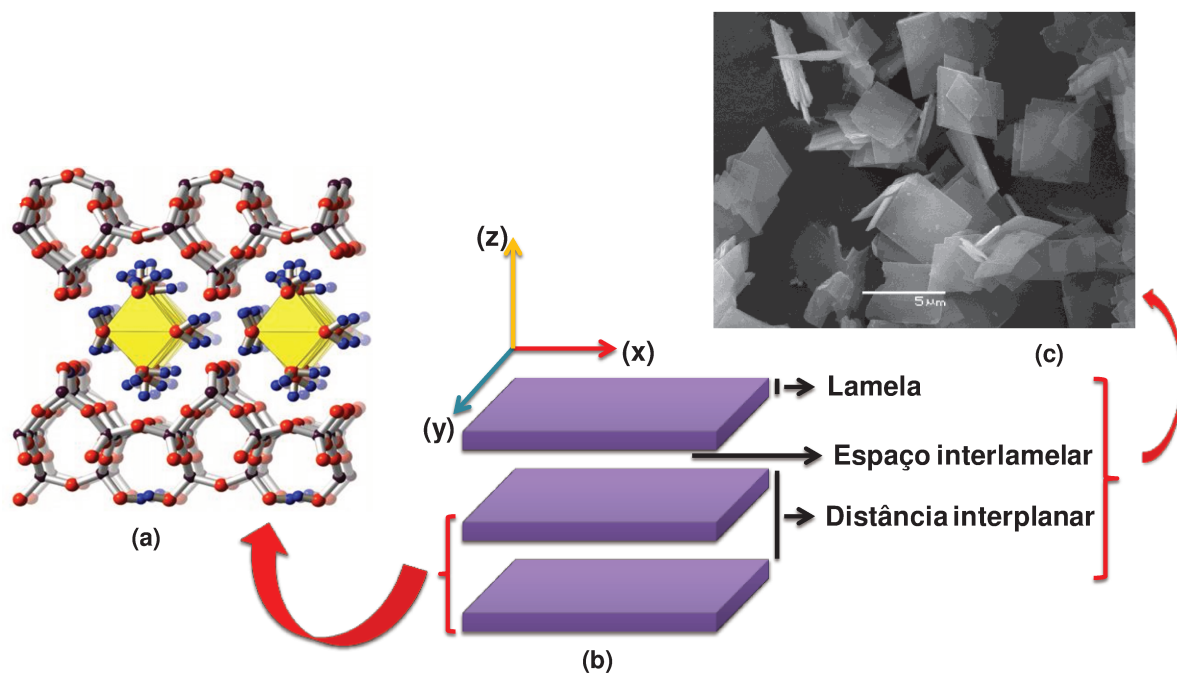 5 µm
(z)
(x)
(c)
(y)
Lamela
Espaço interlamelar
Distância interplanar
(a)
(b)